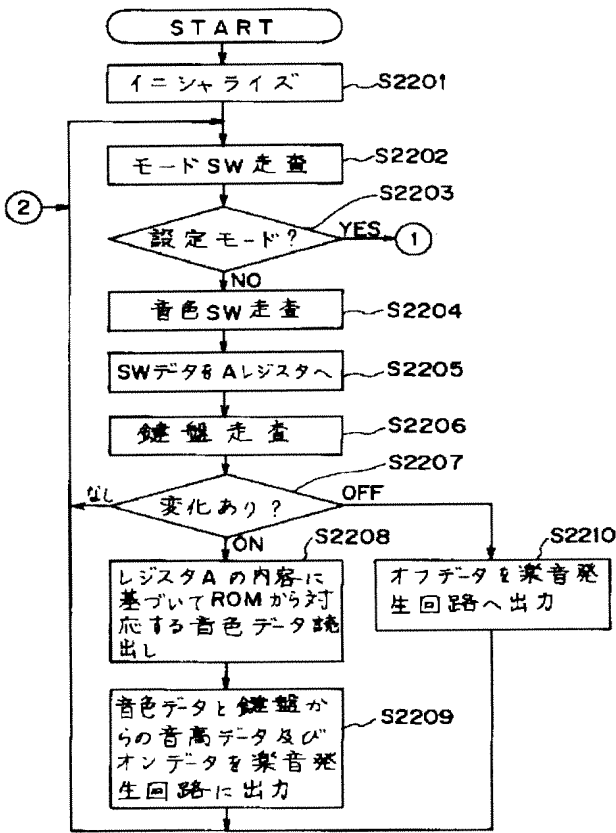 START
イニシャライズ
S2201
モードSW走査
S2202
S2203
2
設定モード?
YES
1
NO
音色SW走査
S2204
SWデータをAレジスタへ
S2205
鍵盤走査
S2206
S2207
なし
変化あり?
OFF
ON
S2208
S2210
レジスタAの内容に
基づいてROMから対
応する音色データ読
出し
オフデータを楽音発
生回路へ出力
音色データと鍵盤か
らの音高データ及び
オンデータを楽音発
生回路に出力
S2209